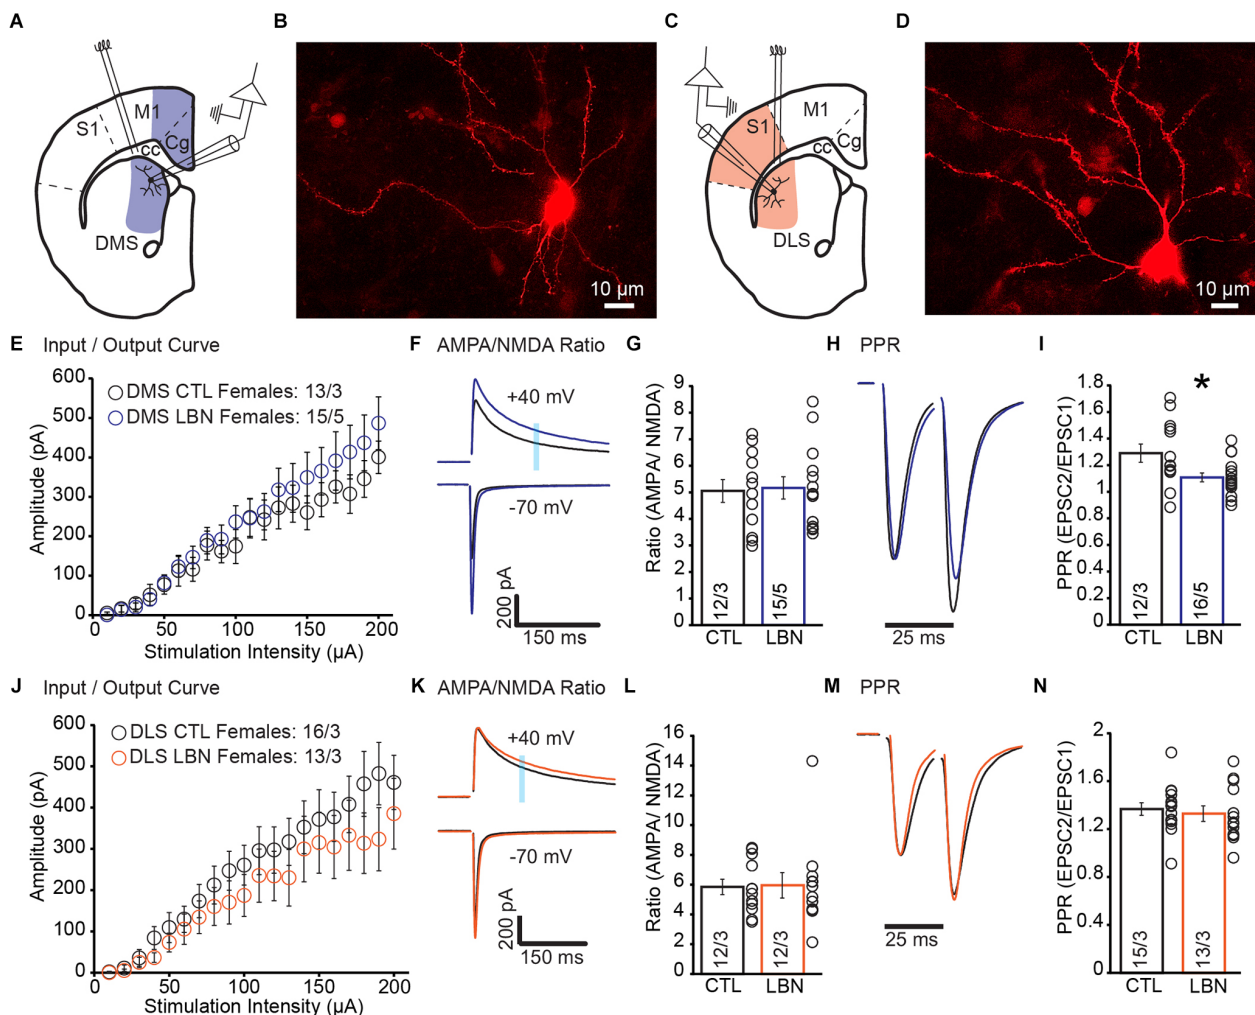 A
B
C
D
M1
S1
Cg
cc
DMS
10 µm
S1
M1
cc
Cg
DLS
10 µm
E Input / Output Curve
600
500
400
300
200
100
0
Amplitude (pA)
DMS CTL Females: 13/3
DMS LBN Females: 15/5
0 50 100 150 200
Stimulation Intensity (µA)
F AMPA/NMDA Ratio
+40 mV
-70 mV
200 pA
150 ms
G
9
8
7
6
5
4
3
2
1
0
Ratio (AMPA/ NMDA)
12/3
15/5
CTL LBN
H PPR
25 ms
I
1.8
1.6
1.4
1.2
1
0.8
0.6
0.4
0.2
0
PPR (EPSC2/EPSC1)
*
12/3
16/5
CTL LBN
J Input / Output Curve
600
500
400
300
200
100
0
Amplitude (pA)
DLS CTL Females: 16/3
DLS LBN Females: 13/3
0 50 100 150 200
Stimulation Intensity (µA)
K AMPA/NMDA Ratio
+40 mV
-70 mV
200 pA
150 ms
L
16
14
12
10
8
6
4
2
0
Ratio (AMPA/ NMDA)
12/3
12/3
CTL LBN
M PPR
25 ms
N
2
1.6
1.2
0.8
0.4
0
PPR (EPSC2/EPSC1)
15/3
13/3
CTL LBN